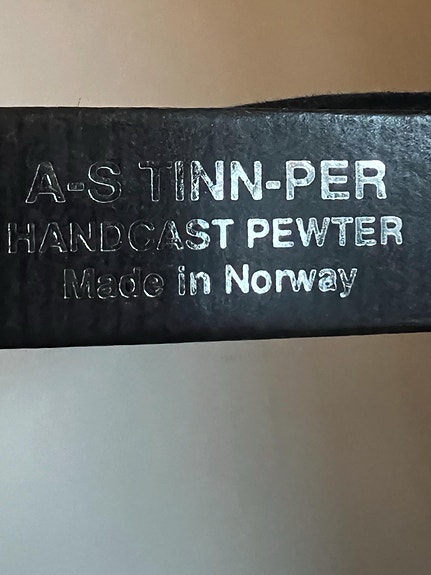 A-S TINN-PER
HANDCAST PEWTER
Made in Norway